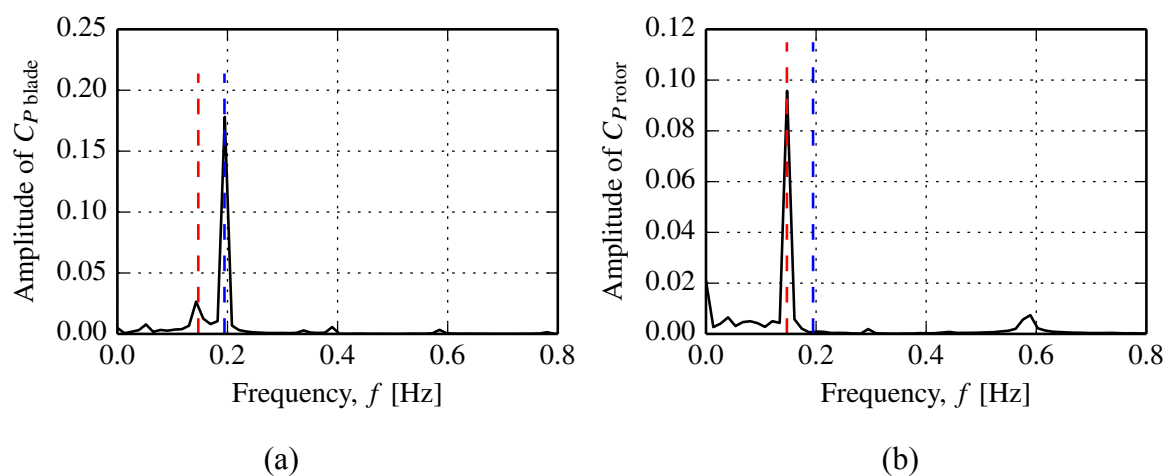 Amplitude of C_{P blade}
0.25
0.20
0.15
0.10
0.05
0.00
0.0 0.2 0.4 0.6 0.8
Frequency, f [Hz]
(a)
Amplitude of C_{P rotor}
0.12
0.10
0.08
0.06
0.04
0.02
0.00
0.0 0.2 0.4 0.6 0.8
Frequency, f [Hz]
(b)